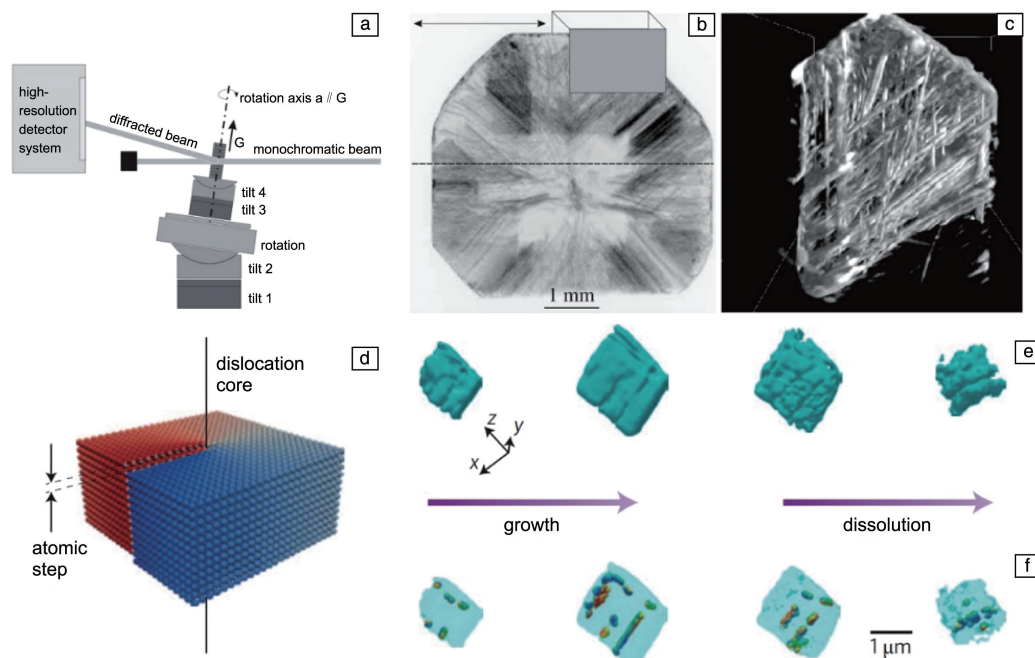 a
high-
resolution
detector
system
diffracted beam
rotation axis a // G
G
monochromatic beam
tilt 4
tilt 3
rotation
tilt 2
tilt 1
b
1 mm
c
d
dislocation
core
atomic
step
e
z
y
x
growth
dissolution
f
1 μm